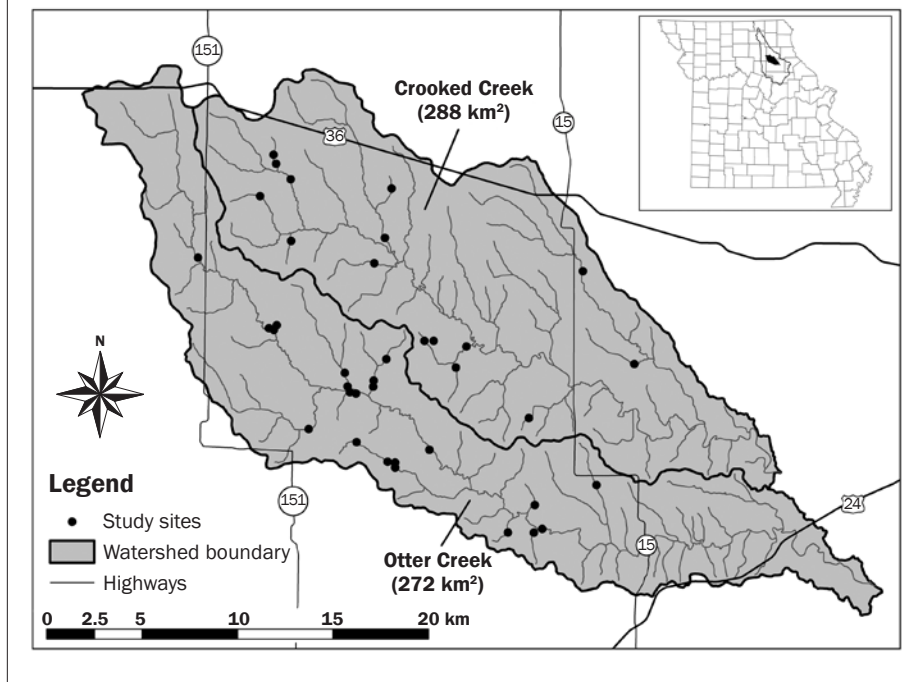 151
Crooked Creek
(288 km²)
15
36
N
Legend
Study sites
Watershed boundary
Highways
151
24
15
Otter Creek
(272 km²)
0 2.5 5 10 15 20 km